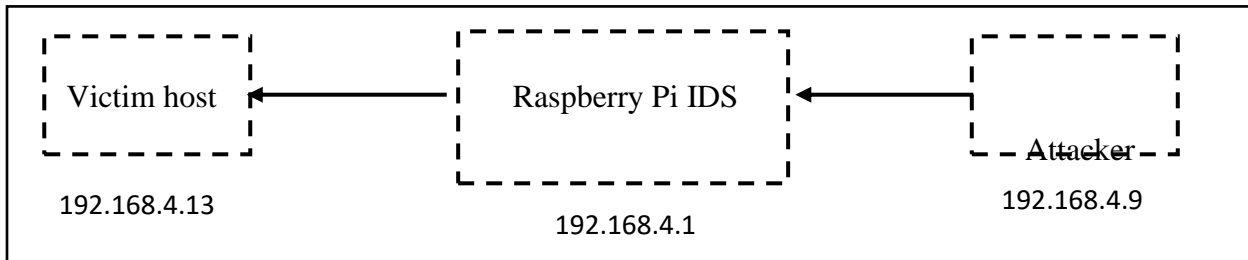 Victim host
Raspberry Pi IDS
Attacker
192.168.4.13
192.168.4.1
192.168.4.9